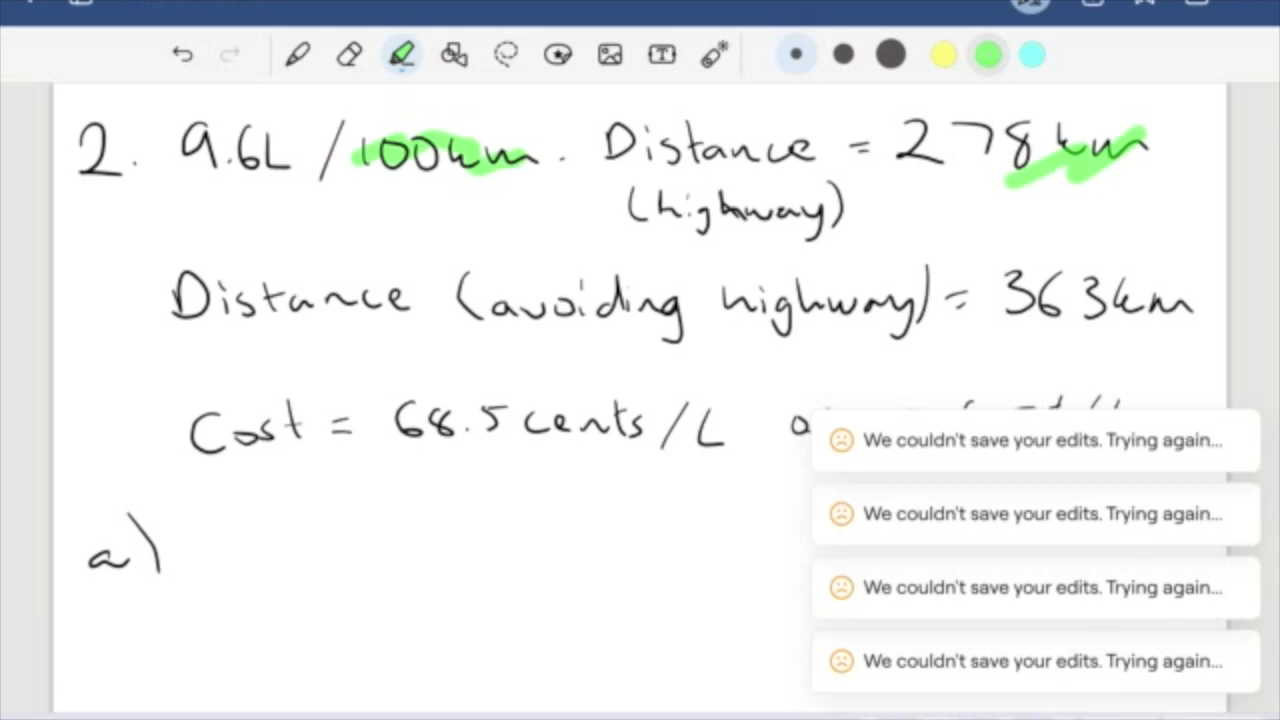 2. 9.6L / 100km. Distance = 278km
(highway)
Distance (avoiding highway) = 363km
Cost = 68.5 cents / L
We couldn't save your edits. Trying again...
We couldn't save your edits. Trying again...
a)
We couldn't save your edits. Trying again...
We couldn't save your edits. Trying again...